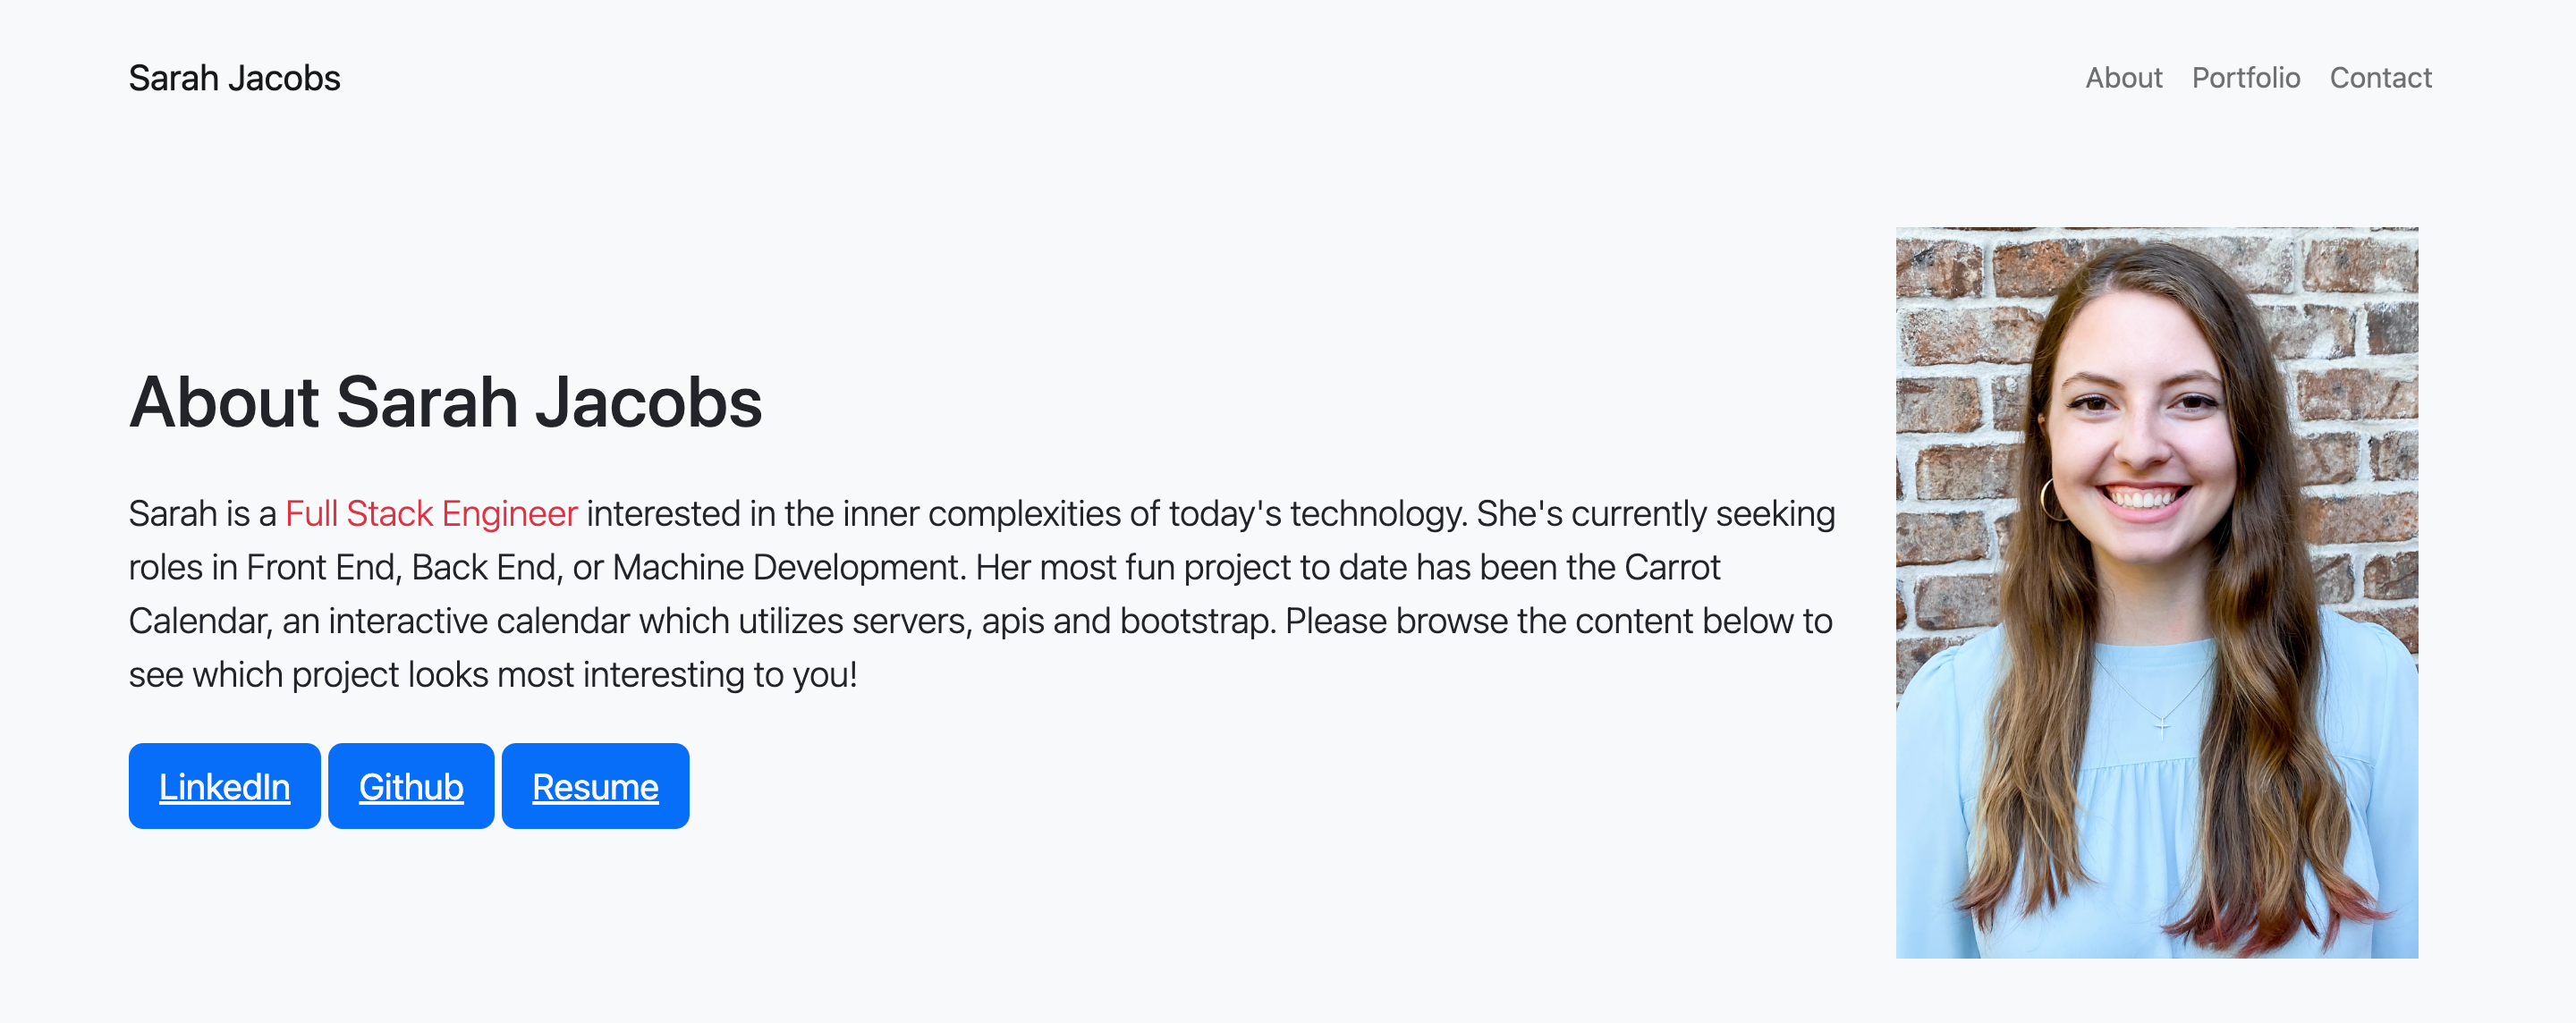 Sarah Jacobs
About Portfolio Contact
About Sarah Jacobs
Sarah is a Full Stack Engineer interested in the inner complexities of today's technology. She's currently seeking
roles in Front End, Back End, or Machine Development. Her most fun project to date has been the Carrot
Calendar, an interactive calendar which utilizes servers, apis and bootstrap. Please browse the content below to
see which project looks most interesting to you!
LinkedIn Github Resume